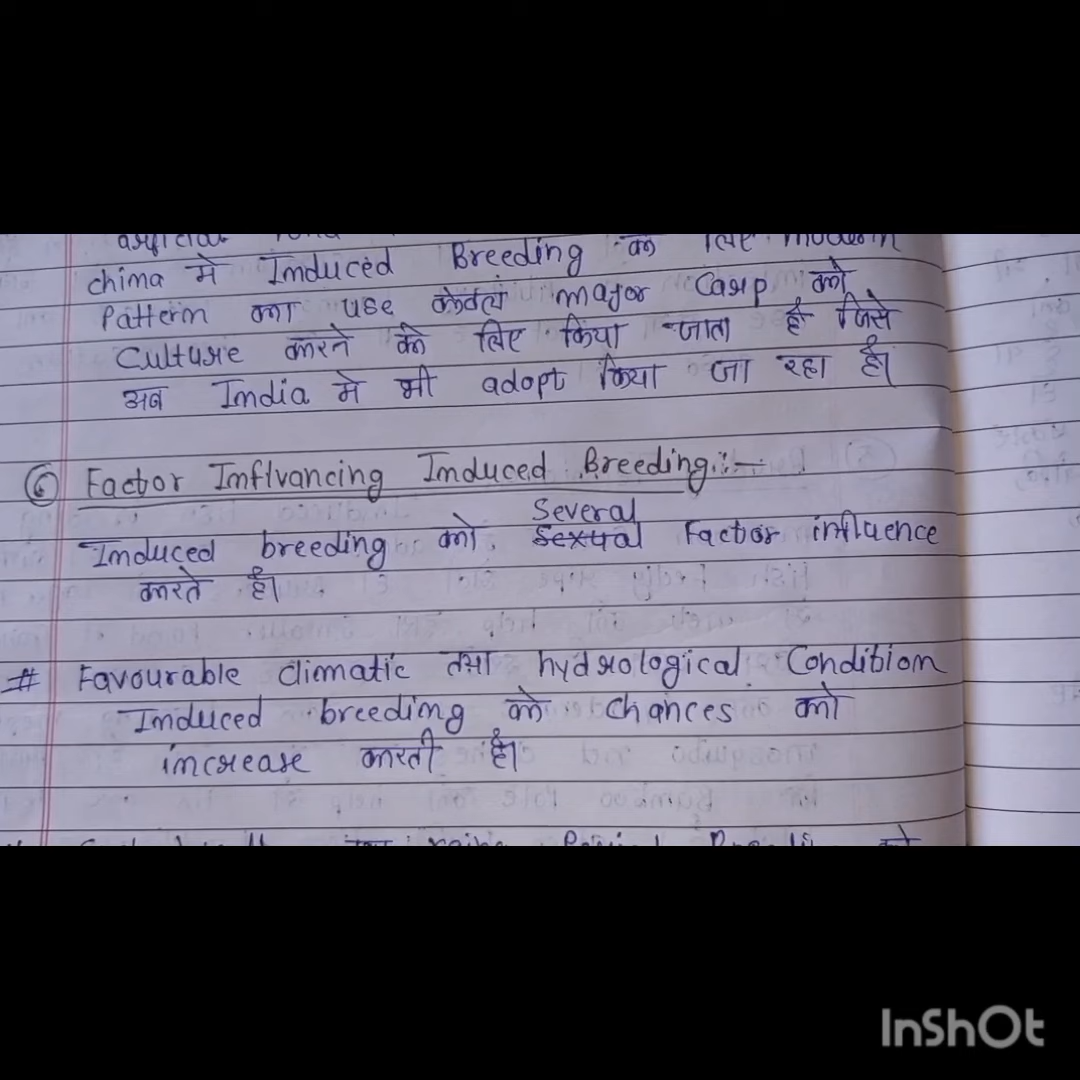 China मे Induced Breeding के लिए modern
Pattern का use केवल major Carp को
Culture करने के लिए किया जाता है जिसे
अब India मे भी adopt किया जा रहा है।
6 Factor Inflvancing Induced Breeding :-
Several
Induced breeding को Sexual Factor influence
करते है।
# Favourable climatic तथा hydrological Condition
Induced breeding के chances को
increase करती है।
InShOt